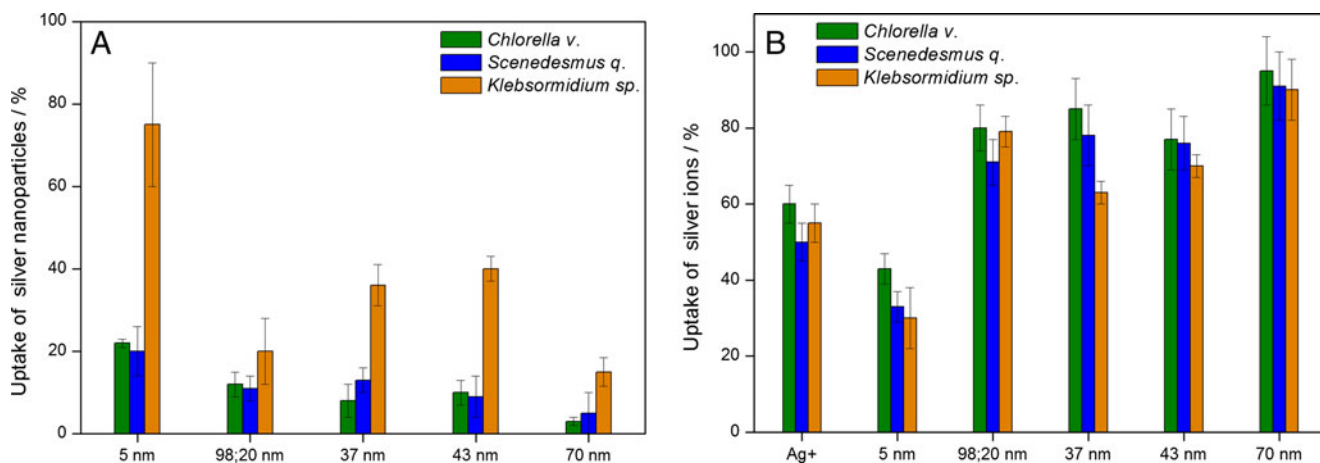 A
Chlorella v.
Scenedesmus q.
Klebsormidium sp.
Uptake of silver nanoparticles / %
100
80
60
40
20
0
5 nm 98;20 nm 37 nm 43 nm 70 nm
B
Chlorella v.
Scenedesmus q.
Klebsormidium sp.
Uptake of silver ions / %
100
80
60
40
20
0
Ag+ 5 nm 98;20 nm 37 nm 43 nm 70 nm